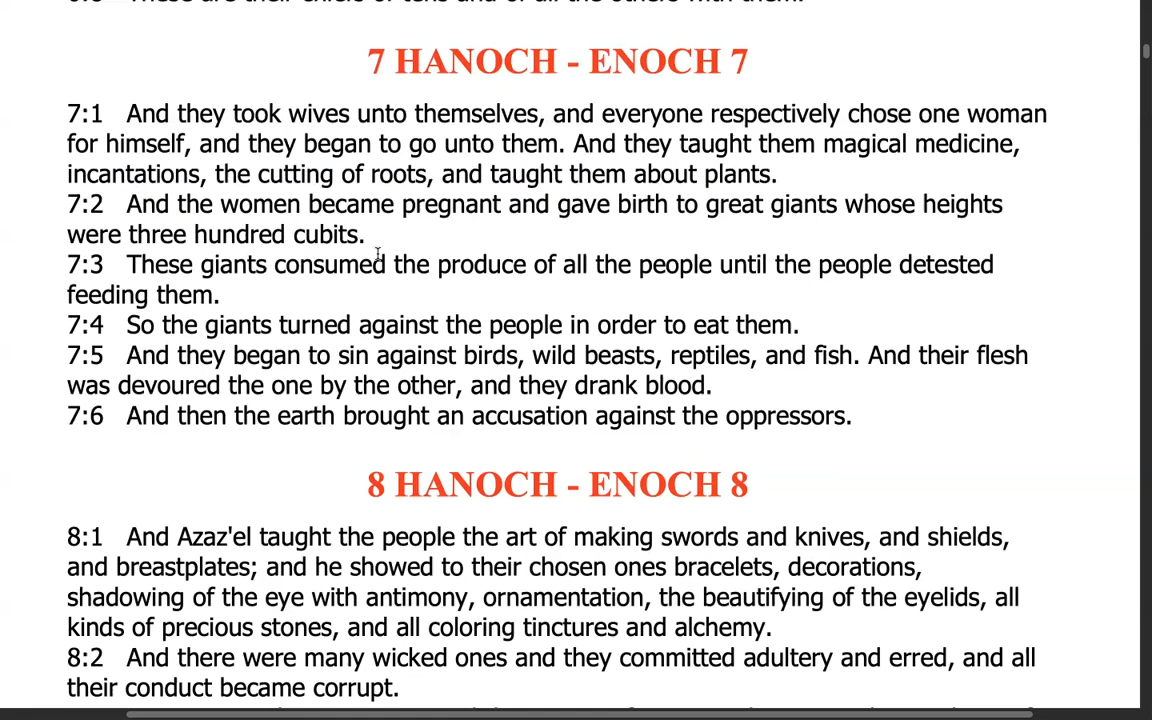 7 HANOCH - ENOCH 7
7:1 And they took wives unto themselves, and everyone respectively chose one woman
for himself, and they began to go unto them. And they taught them magical medicine,
incantations, the cutting of roots, and taught them about plants.
7:2 And the women became pregnant and gave birth to great giants whose heights
were three hundred cubits.
7:3 These giants consumed the produce of all the people until the people detested
feeding them.
7:4 So the giants turned against the people in order to eat them.
7:5 And they began to sin against birds, wild beasts, reptiles, and fish. And their flesh
was devoured the one by the other, and they drank blood.
7:6 And then the earth brought an accusation against the oppressors.
8 HANOCH - ENOCH 8
8:1 And Azaz'el taught the people the art of making swords and knives, and shields,
and breastplates; and he showed to their chosen ones bracelets, decorations,
shadowing of the eye with antimony, ornamentation, the beautifying of the eyelids, all
kinds of precious stones, and all coloring tinctures and alchemy.
8:2 And there were many wicked ones and they committed adultery and erred, and all
their conduct became corrupt.